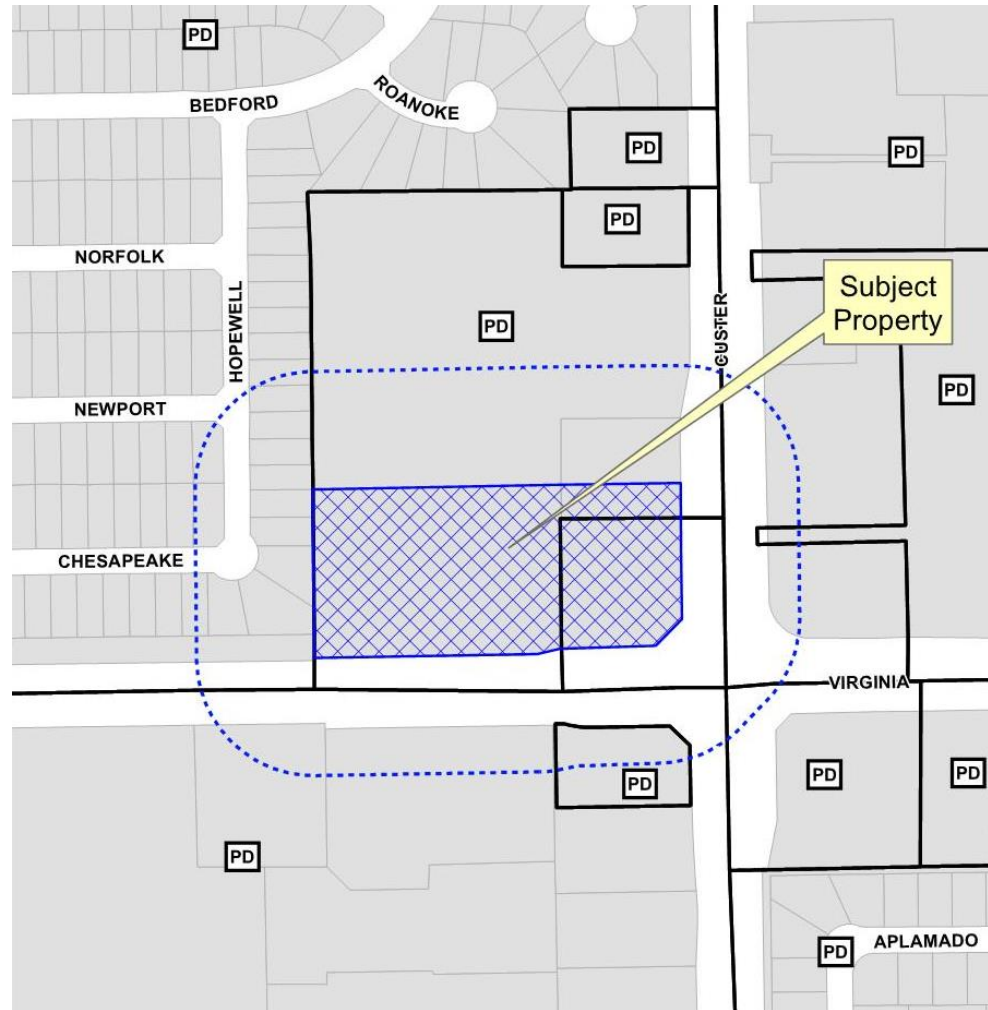 PD
BEDFORD
ROANOKE
PD
PD
PD
NORFOLK
HOPEWELL
Subject
Property
CUSTER
PD
PD
NEWPORT
CHESAPEAKE
VIRGINIA
PD
PD
PD
PD
APLAMADO
PD